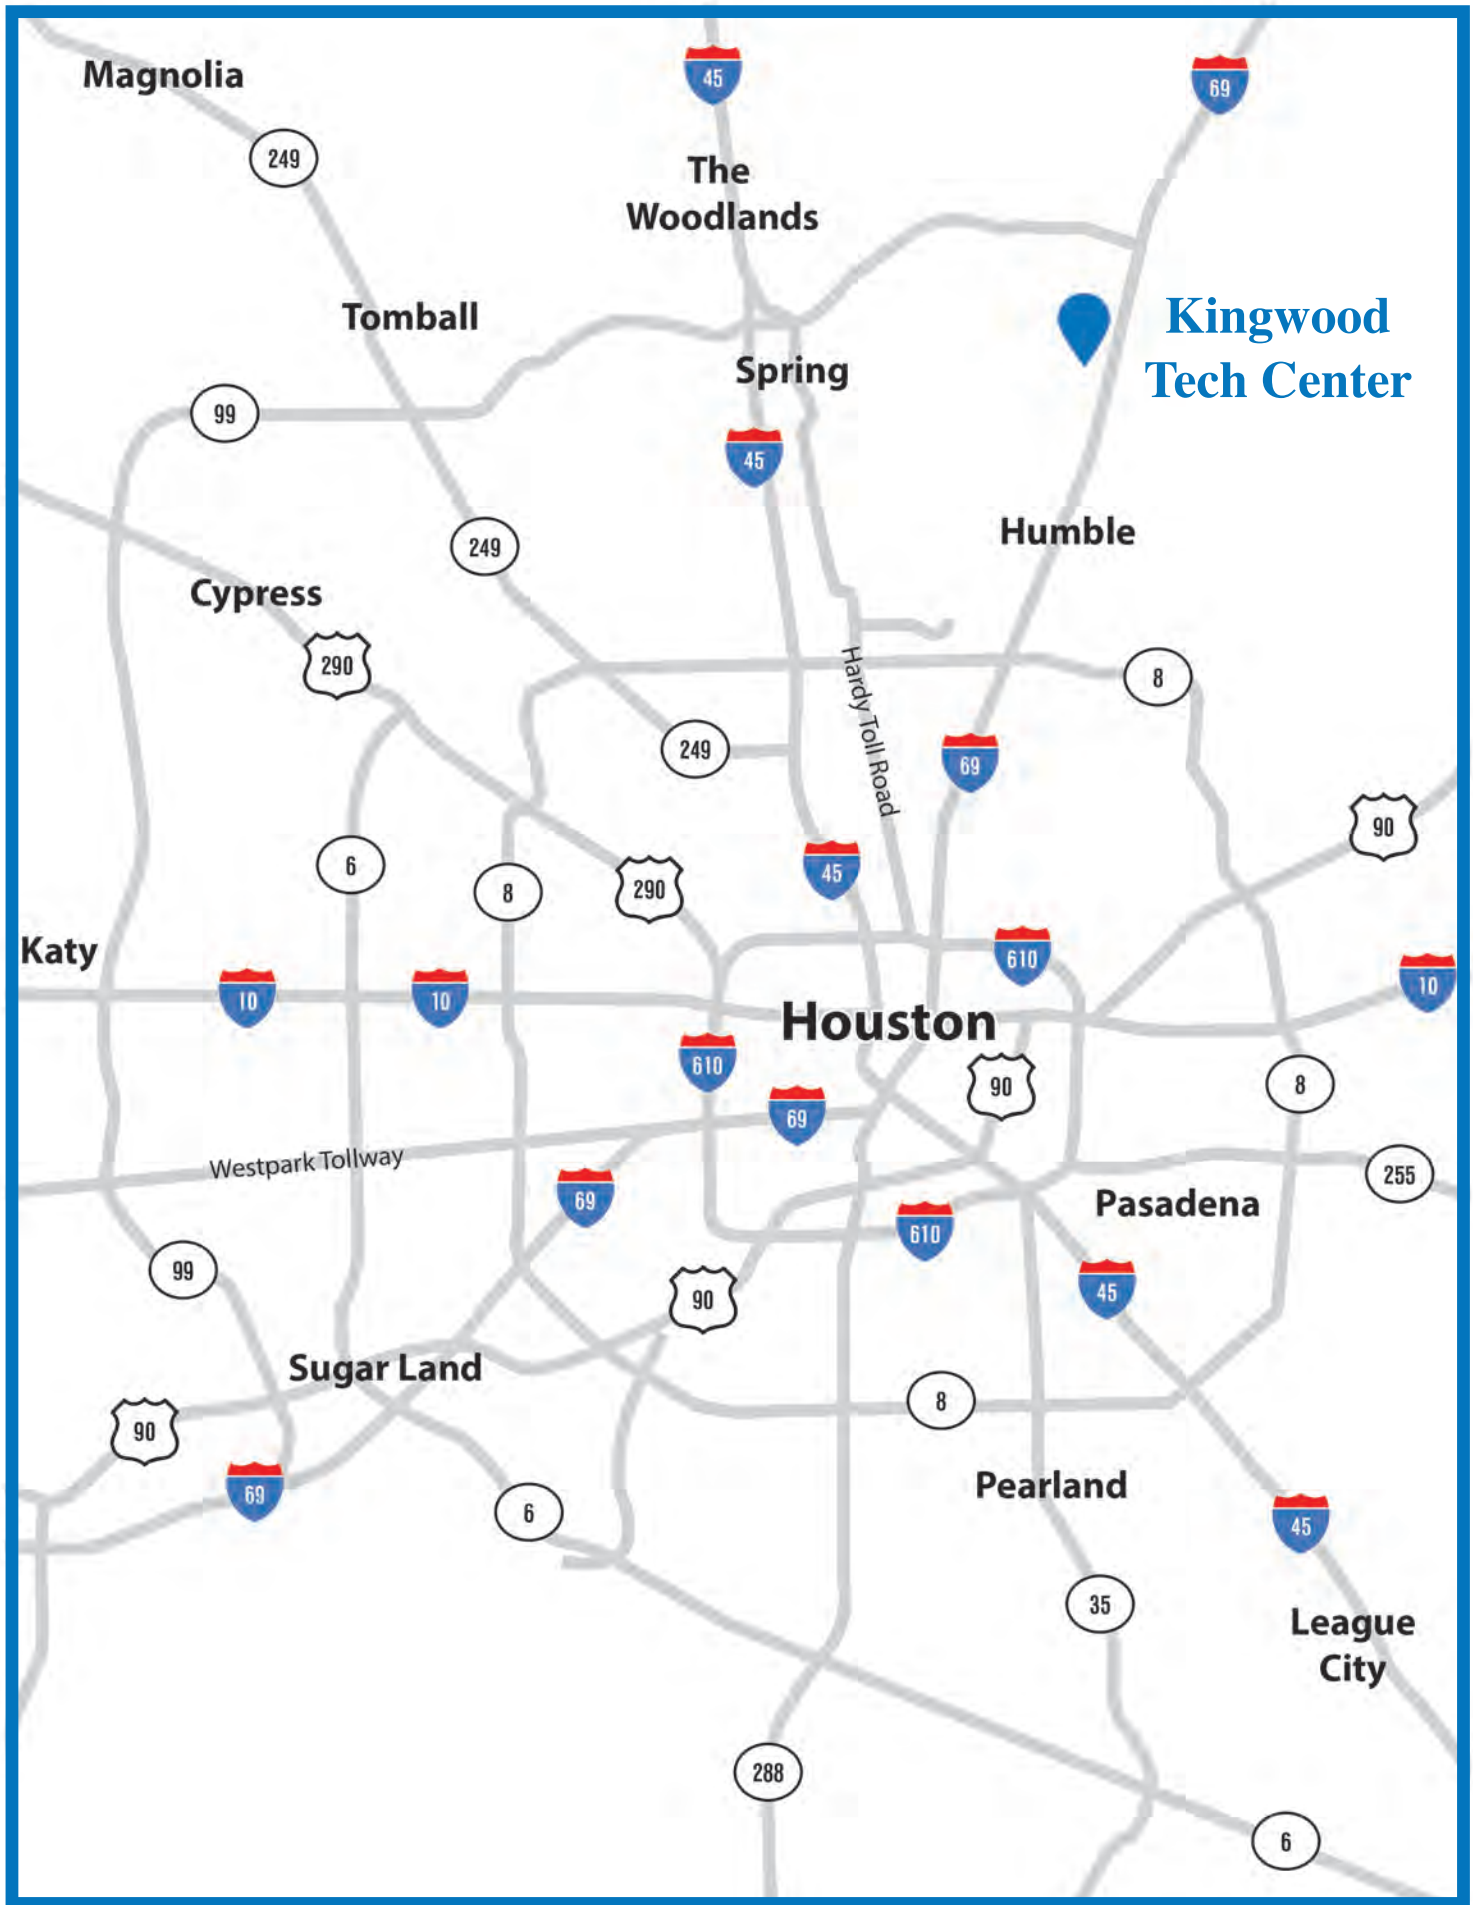 45
69
Magnolia
249
The
Woodlands
Kingwood
Tech Center
Tomball
Spring
99
45
Humble
249
Cypress
290
8
Hardy Toll Road
249
69
90
6
8
290
45
Katy
610
10
10
10
Houston
610
90
8
69
Westpark Tollway
255
69
Pasadena
610
99
45
90
Sugar Land
8
90
69
Pearland
6
45
35
League
City
288
6